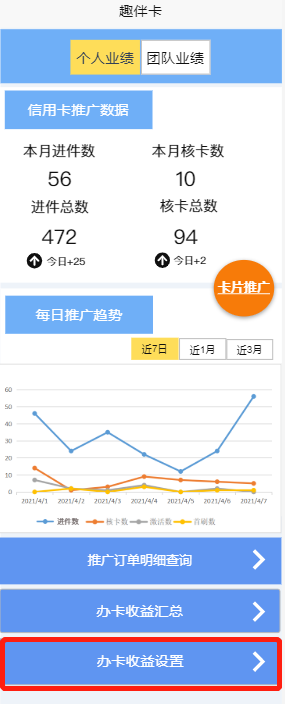 趣伴卡
个人业绩 团队业绩
信用卡推广数据
本月进件数 本月核卡数
56 10
进件总数 核卡总数
472 94
今日+25 今日+2
卡片推广
每日推广趋势
近7日 近1月 近3月
60
50
40
30
20
10
0
2021/4/1 2021/4/2 2021/4/3 2021/4/4 2021/4/5 2021/4/6 2021/4/7
进件数 核卡数 激活数 首刷数
推广订单明细查询
办卡收益汇总
办卡收益设置